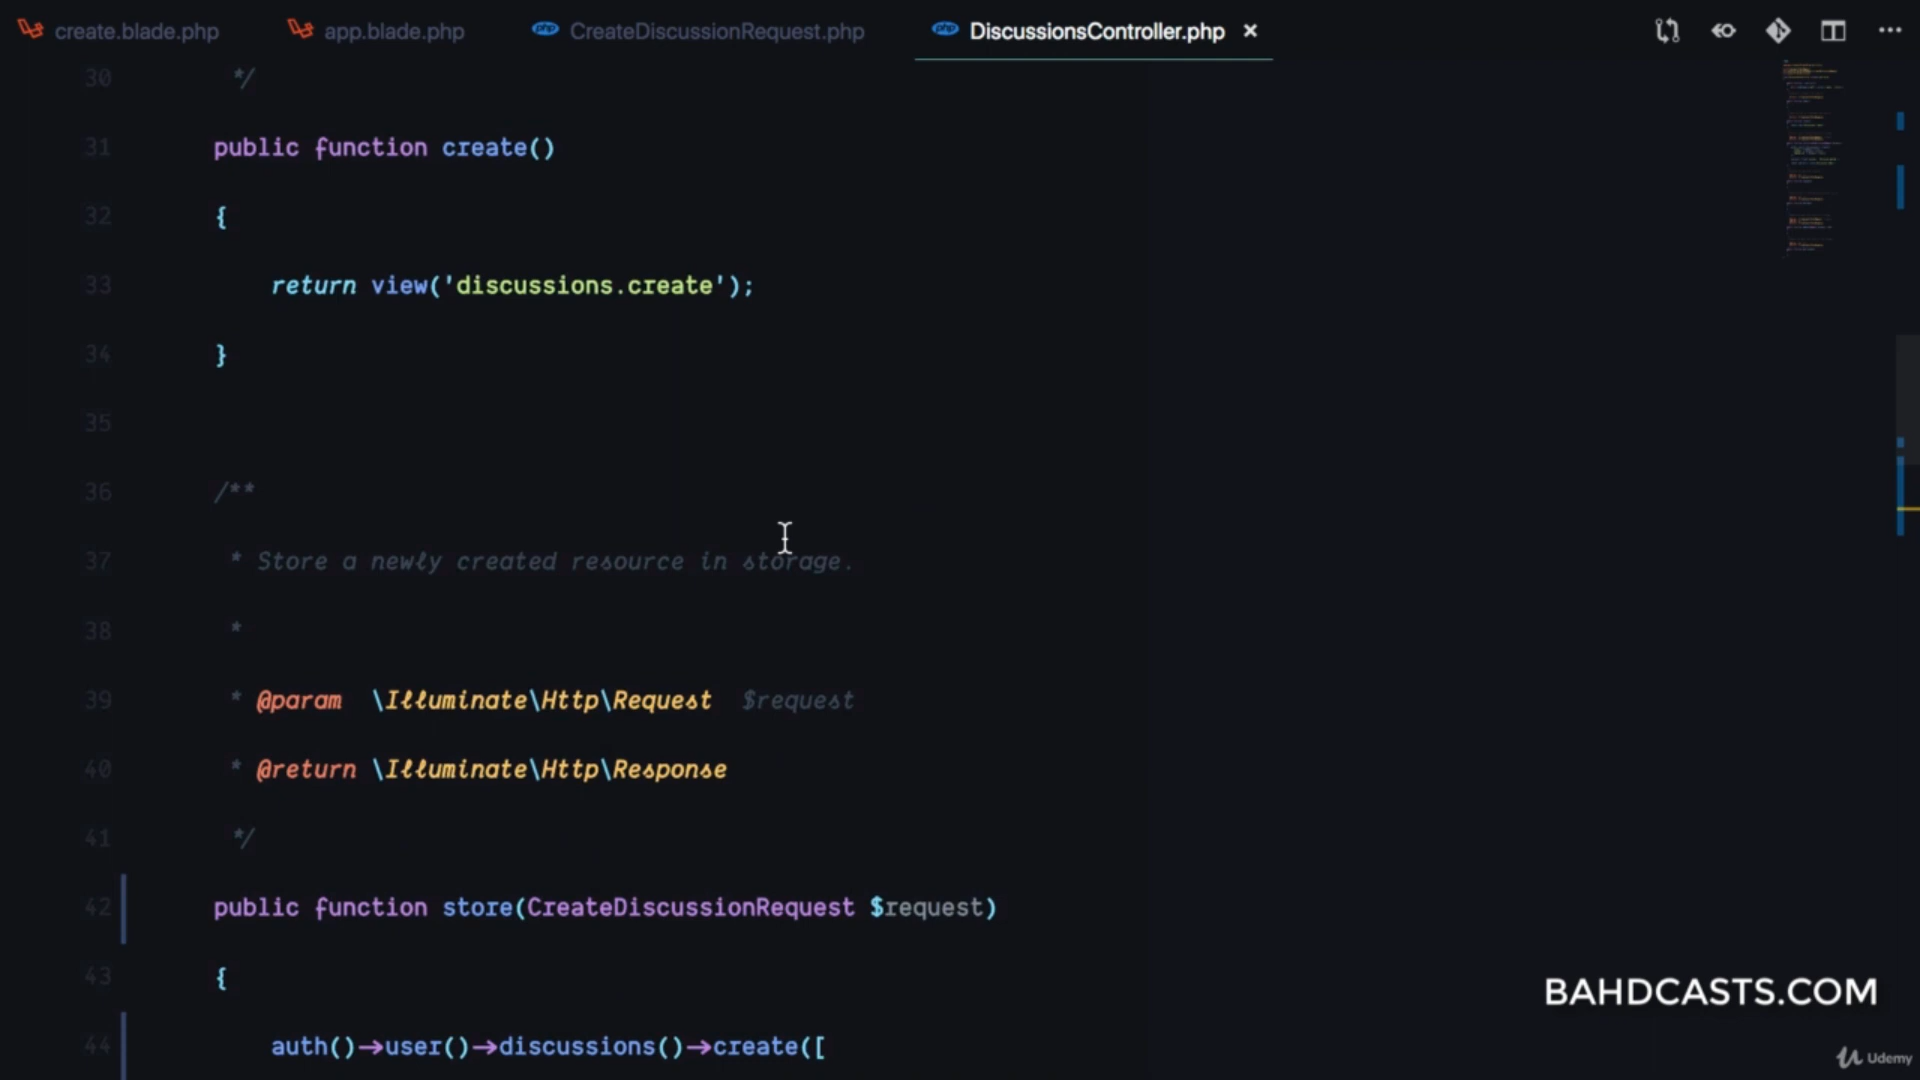 create.blade.php app.blade.php CreateDiscussionRequest.php DiscussionsController.php
30 */
31 public function create()
32 {
33 return view('discussions.create');
34 }
35
36 /**
37 * Store a newly created resource in storage.
38 *
39 * @param \Illuminate\Http\Request $request
40 * @return \Illuminate\Http\Response
41 */
42 public function store(CreateDiscussionRequest $request)
43 {
44 auth()->user()->discussions()->create([
BAHDCASTS.COM
Udemy